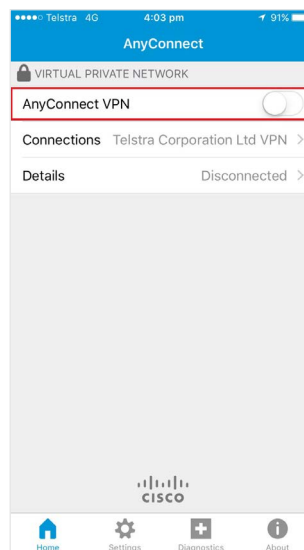 Telstra 4G 4:03 pm 91%
AnyConnect
VIRTUAL PRIVATE NETWORK
AnyConnect VPN
Connections Telstra Corporation Ltd VPN
Details Disconnected
CISCO
Home Settings Diagnostics About